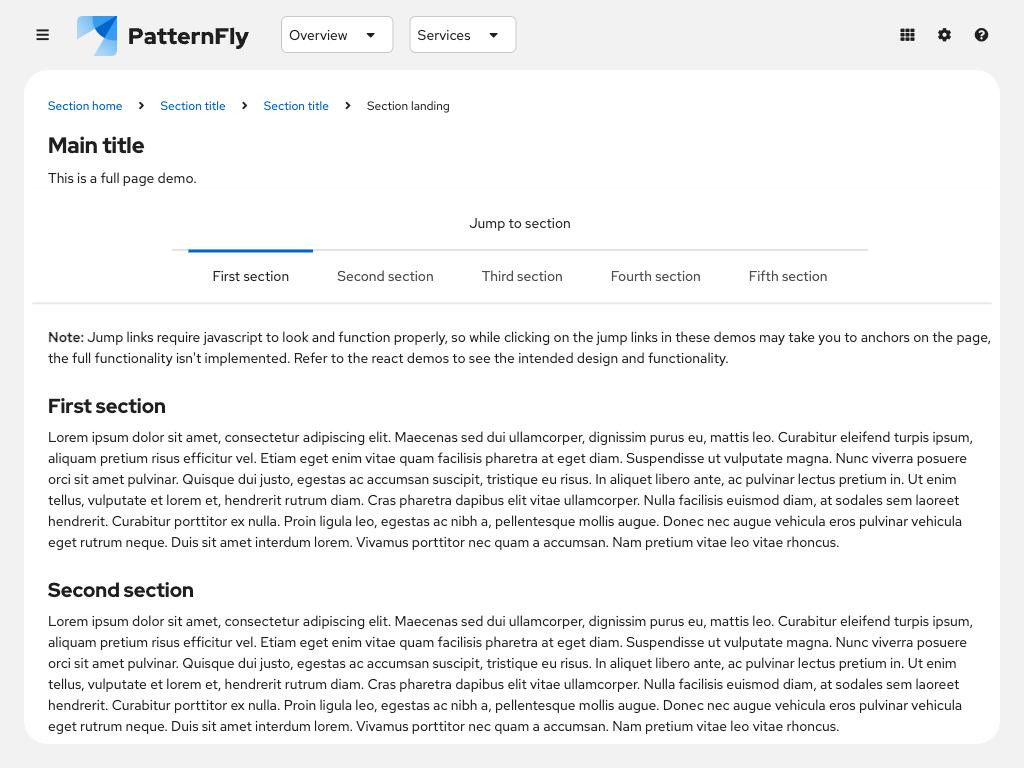 PatternFly
Overview
Services
Section home
Section title
Section title
Section landing
Main title
This is a full page demo.
Jump to section
First section
Second section
Third section
Fourth section
Fifth section
Note: Jump links require javascript to look and function properly, so while clicking on the jump links in these demos may take you to anchors on the page,
the full functionality isn't implemented. Refer to the react demos to see the intended design and functionality.
First section
Lorem ipsum dolor sit amet, consectetur adipiscing elit. Maecenas sed dui ullamcorper, dignissim purus eu, mattis leo. Curabitur eleifend turpis ipsum,
aliquam pretium risus efficitur vel. Etiam eget enim vitae quam facilisis pharetra at eget diam. Suspendisse ut vulputate magna. Nunc viverra posuere
orci sit amet pulvinar. Quisque dui justo, egestas ac accumsan suscipit, tristique eu risus. In aliquet libero ante, ac pulvinar lectus pretium in. Ut enim
tellus, vulputate et lorem et, hendrerit rutrum diam. Cras pharetra dapibus elit vitae ullamcorper. Nulla facilisis euismod diam, at sodales sem laoreet
hendrerit. Curabitur porttitor ex nulla. Proin ligula leo, egestas ac nibh a, pellentesque mollis augue. Donec nec augue vehicula eros pulvinar vehicula
eget rutrum neque. Duis sit amet interdum lorem. Vivamus porttitor nec quam a accumsan. Nam pretium vitae leo vitae rhoncus.
Second section
Lorem ipsum dolor sit amet, consectetur adipiscing elit. Maecenas sed dui ullamcorper, dignissim purus eu, mattis leo. Curabitur eleifend turpis ipsum,
aliquam pretium risus efficitur vel. Etiam eget enim vitae quam facilisis pharetra at eget diam. Suspendisse ut vulputate magna. Nunc viverra posuere
orci sit amet pulvinar. Quisque dui justo, egestas ac accumsan suscipit, tristique eu risus. In aliquet libero ante, ac pulvinar lectus pretium in. Ut enim
tellus, vulputate et lorem et, hendrerit rutrum diam. Cras pharetra dapibus elit vitae ullamcorper. Nulla facilisis euismod diam, at sodales sem laoreet
hendrerit. Curabitur porttitor ex nulla. Proin ligula leo, egestas ac nibh a, pellentesque mollis augue. Donec nec augue vehicula eros pulvinar vehicula
eget rutrum neque. Duis sit amet interdum lorem. Vivamus porttitor nec quam a accumsan. Nam pretium vitae leo vitae rhoncus.